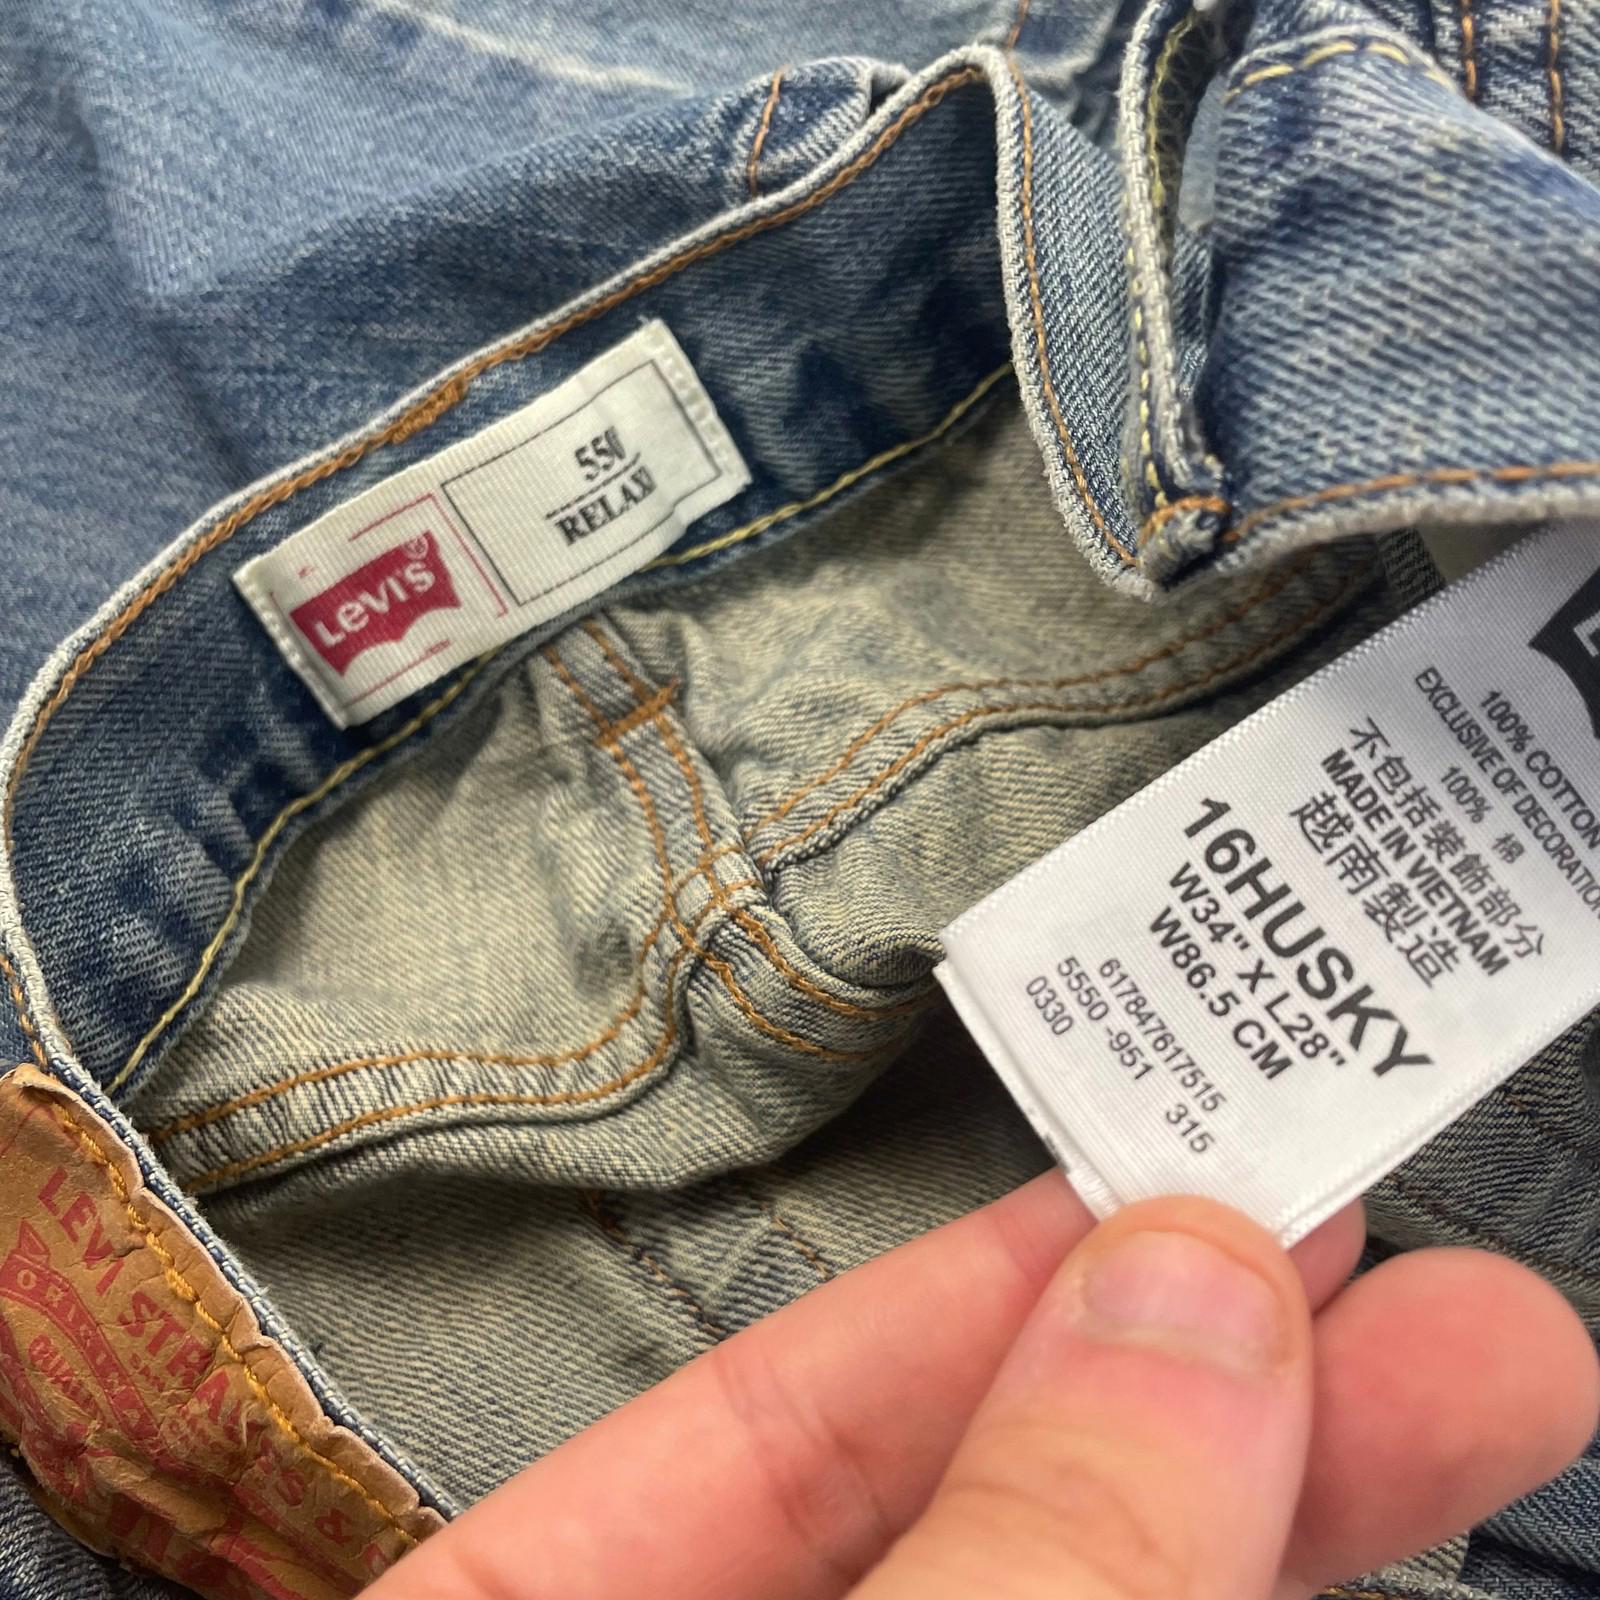 LEVI'S
550
RELAX
100% COTTON
EXCLUSIVE OF DECORATION
100% 棉
不包括裝飾部分
MADE IN VIETNAM
越南製造
16HUSKY
W34" X L28"
W86.5 CM
617847617515
5550 -951 315
0330
LEVI STRAUSS &